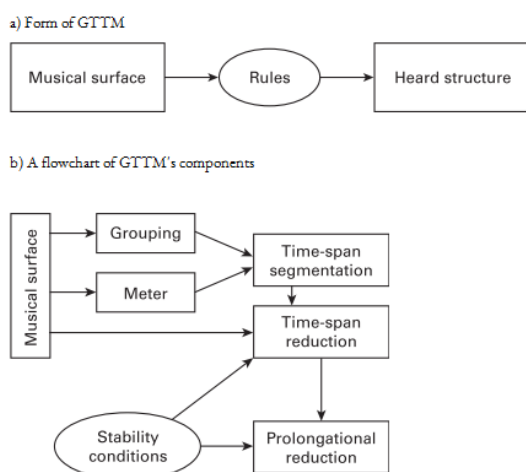 a) Form of GTTM
Musical surface
Rules
Heard structure
b) A flowchart of GTTM's components
Musical surface
Grouping
Meter
Time-span
segmentation
Time-span
reduction
Stability
conditions
Prolongational
reduction